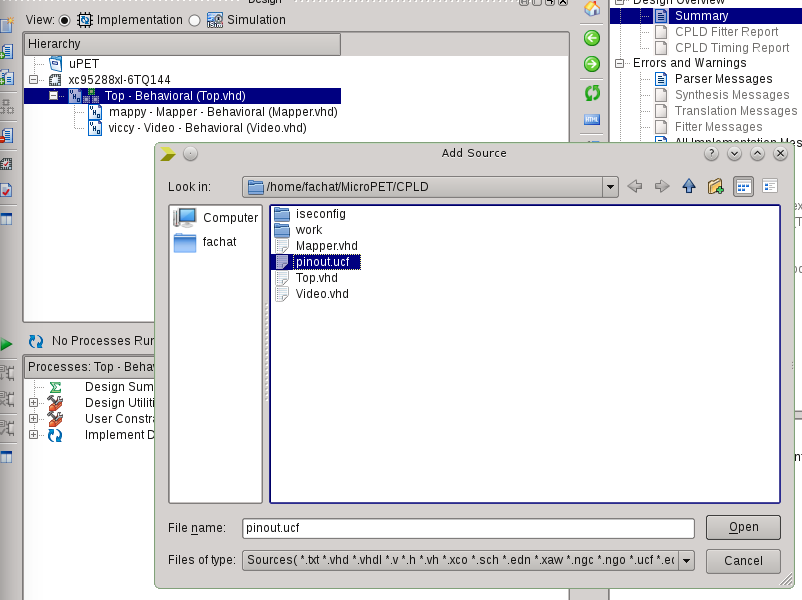 Design
View: Implementation Simulation
Hierarchy
uPET
xc95288xl-6TQ144
Top - Behavioral (Top.vhd)
mappy - Mapper - Behavioral (Mapper.vhd)
viccy - Video - Behavioral (Video.vhd)
No Processes Run
Processes: Top - Beha
Design Sum
Design Utiliti
User Constra
Implement D
Design Overview
Summary
CPLD Fitter Report
CPLD Timing Report
Errors and Warnings
Parser Messages
Synthesis Messages
Translation Messages
Fitter Messages
All Implementation Mes
HTML
Add Source
Look in: /home/fachat/MicroPET/CPLD
Computer
fachat
iseconfig
work
Mapper.vhd
pinout.ucf
Top.vhd
Video.vhd
File name: pinout.ucf
Open
Files of type: Sources( *.txt *.vhd *.vhdl *.v *.h *.vh *.xco *.sch *.edn *.xaw *.ngc *.ngo *.ucf *.ed
Cancel